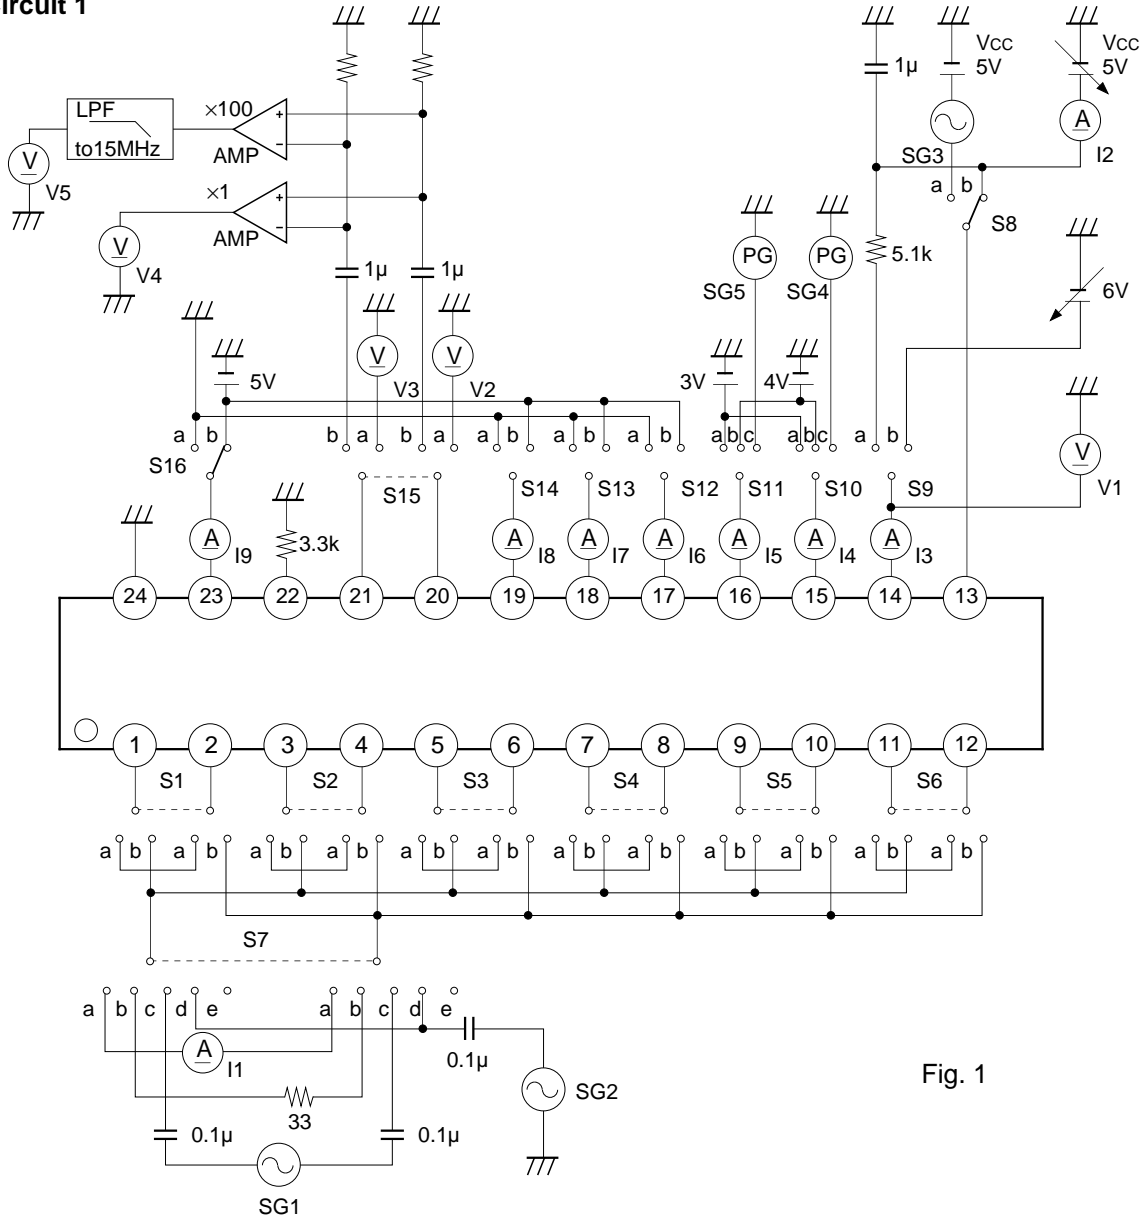 ircuit 1
1µ
Vcc
5V
Vcc
5V
LPF
to15MHz
×100
+
−
AMP
A
I2
SG3
V
V5
×1
+
−
AMP
a b
S8
V
V4
1µ
1µ
PG
SG5
PG
SG4
5.1k
6V
5V
V
V3
V
V2
3V
4V
a b
b a b a
a b
a b
a b
abc
abc
a b
S16
S15
S14
S13
S12
S11
S10
S9
V
V1
A
I9
3.3k
A
I8
A
I7
A
I6
A
I5
A
I4
A
I3
24 23 22 21 20 19 18 17 16 15 14 13
1 2 3 4 5 6 7 8 9 10 11 12
S1 S2 S3 S4 S5 S6
a b a b a b a b a b a b a b a b a b a b a b a b
S7
a b c d e a b c d e
A
I1
0.1µ
33
SG2
0.1µ
0.1µ
SG1
Fig. 1